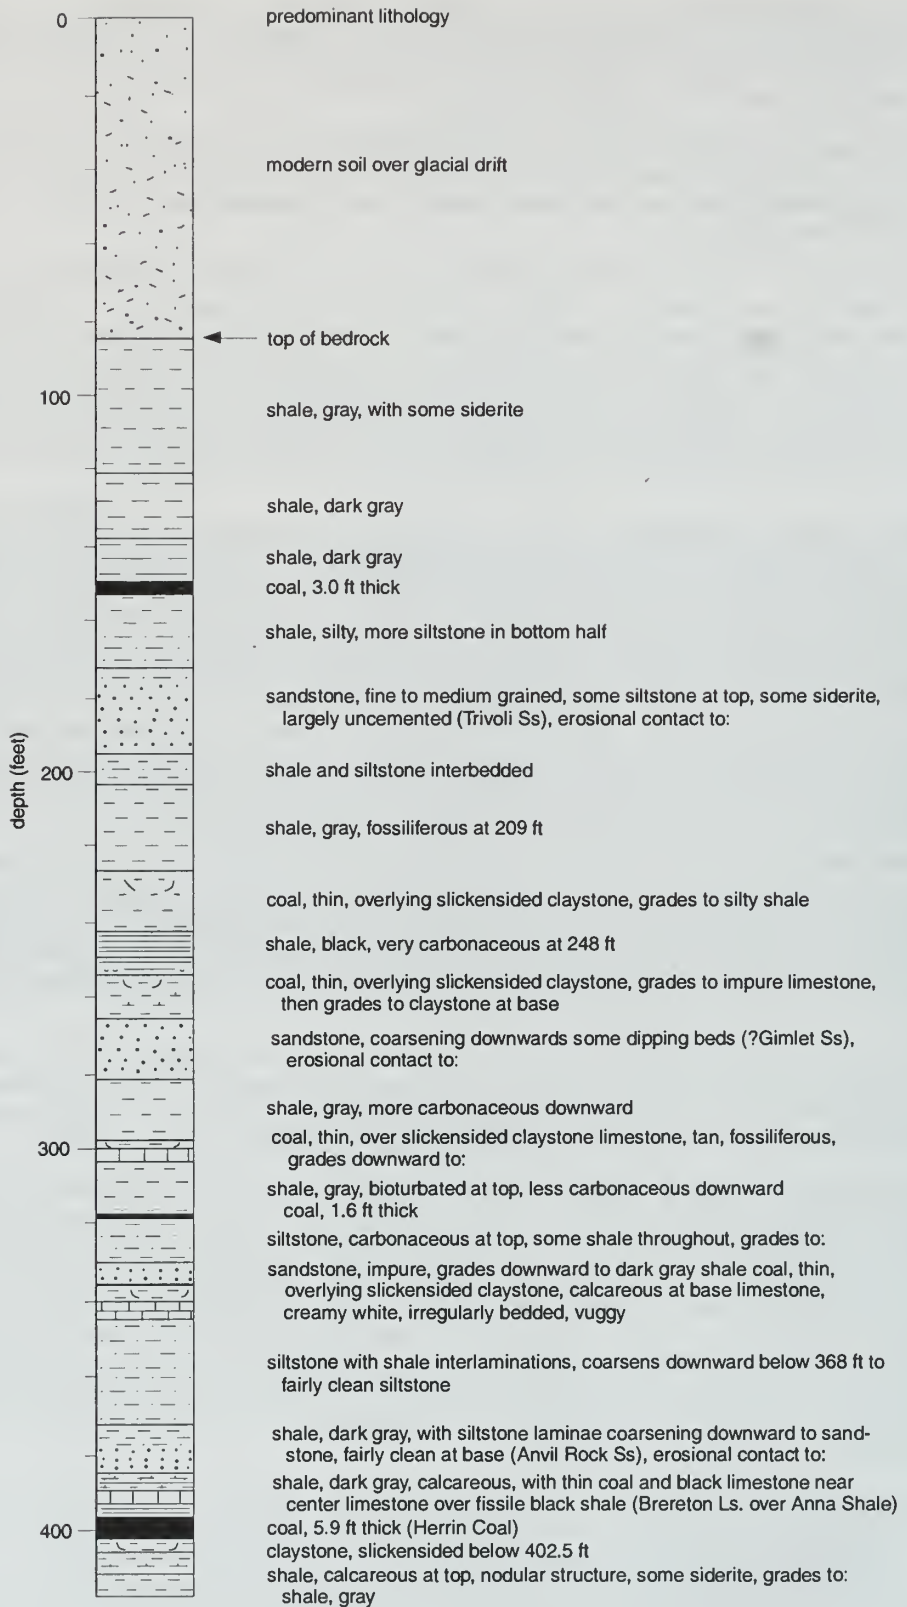 predominant lithology
0
modern soil over glacial drift
top of bedrock
100
shale, gray, with some siderite
shale, dark gray
shale, dark gray
coal, 3.0 ft thick
shale, silty, more siltstone in bottom half
sandstone, fine to medium grained, some siltstone at top, some siderite,
largely uncemented (Trivoli Ss), erosional contact to:
depth (feet)
200
shale and siltstone interbedded
shale, gray, fossiliferous at 209 ft
coal, thin, overlying slickensided claystone, grades to silty shale
shale, black, very carbonaceous at 248 ft
coal, thin, overlying slickensided claystone, grades to impure limestone,
then grades to claystone at base
sandstone, coarsening downwards some dipping beds (?Gimlet Ss),
erosional contact to:
shale, gray, more carbonaceous downward
300
coal, thin, over slickensided claystone limestone, tan, fossiliferous,
grades downward to:
shale, gray, bioturbated at top, less carbonaceous downward
coal, 1.6 ft thick
siltstone, carbonaceous at top, some shale throughout, grades to:
sandstone, impure, grades downward to dark gray shale coal, thin,
overlying slickensided claystone, calcareous at base limestone,
creamy white, irregularly bedded, vuggy
siltstone with shale interlaminations, coarsens downward below 368 ft to
fairly clean siltstone
shale, dark gray, with siltstone laminae coarsening downward to sand-
stone, fairly clean at base (Anvil Rock Ss), erosional contact to:
shale, dark gray, calcareous, with thin coal and black limestone near
center limestone over fissile black shale (Brereton Ls. over Anna Shale)
400
coal, 5.9 ft thick (Herrin Coal)
claystone, slickensided below 402.5 ft
shale, calcareous at top, nodular structure, some siderite, grades to:
shale, gray